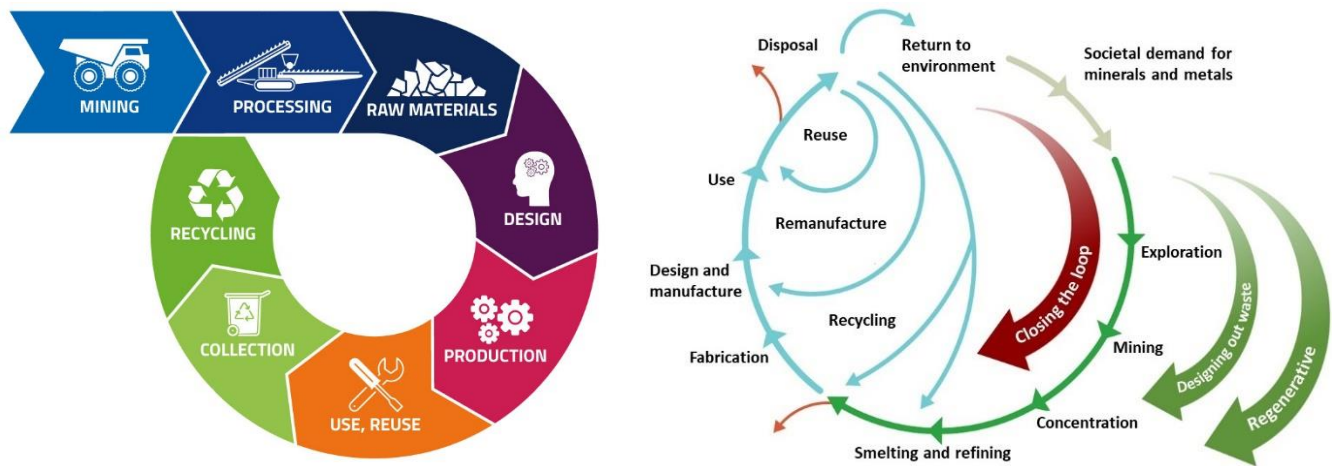 MINING
PROCESSING
RAW MATERIALS
DESIGN
PRODUCTION
USE, REUSE
COLLECTION
RECYCLING
Disposal
Return to
environment
Societal demand for
minerals and metals
Reuse
Use
Remanufacture
Design and
manufacture
Recycling
Fabrication
Closing the loop
Exploration
Mining
Concentration
Smelting and refining
Designing out waste
Regenerative